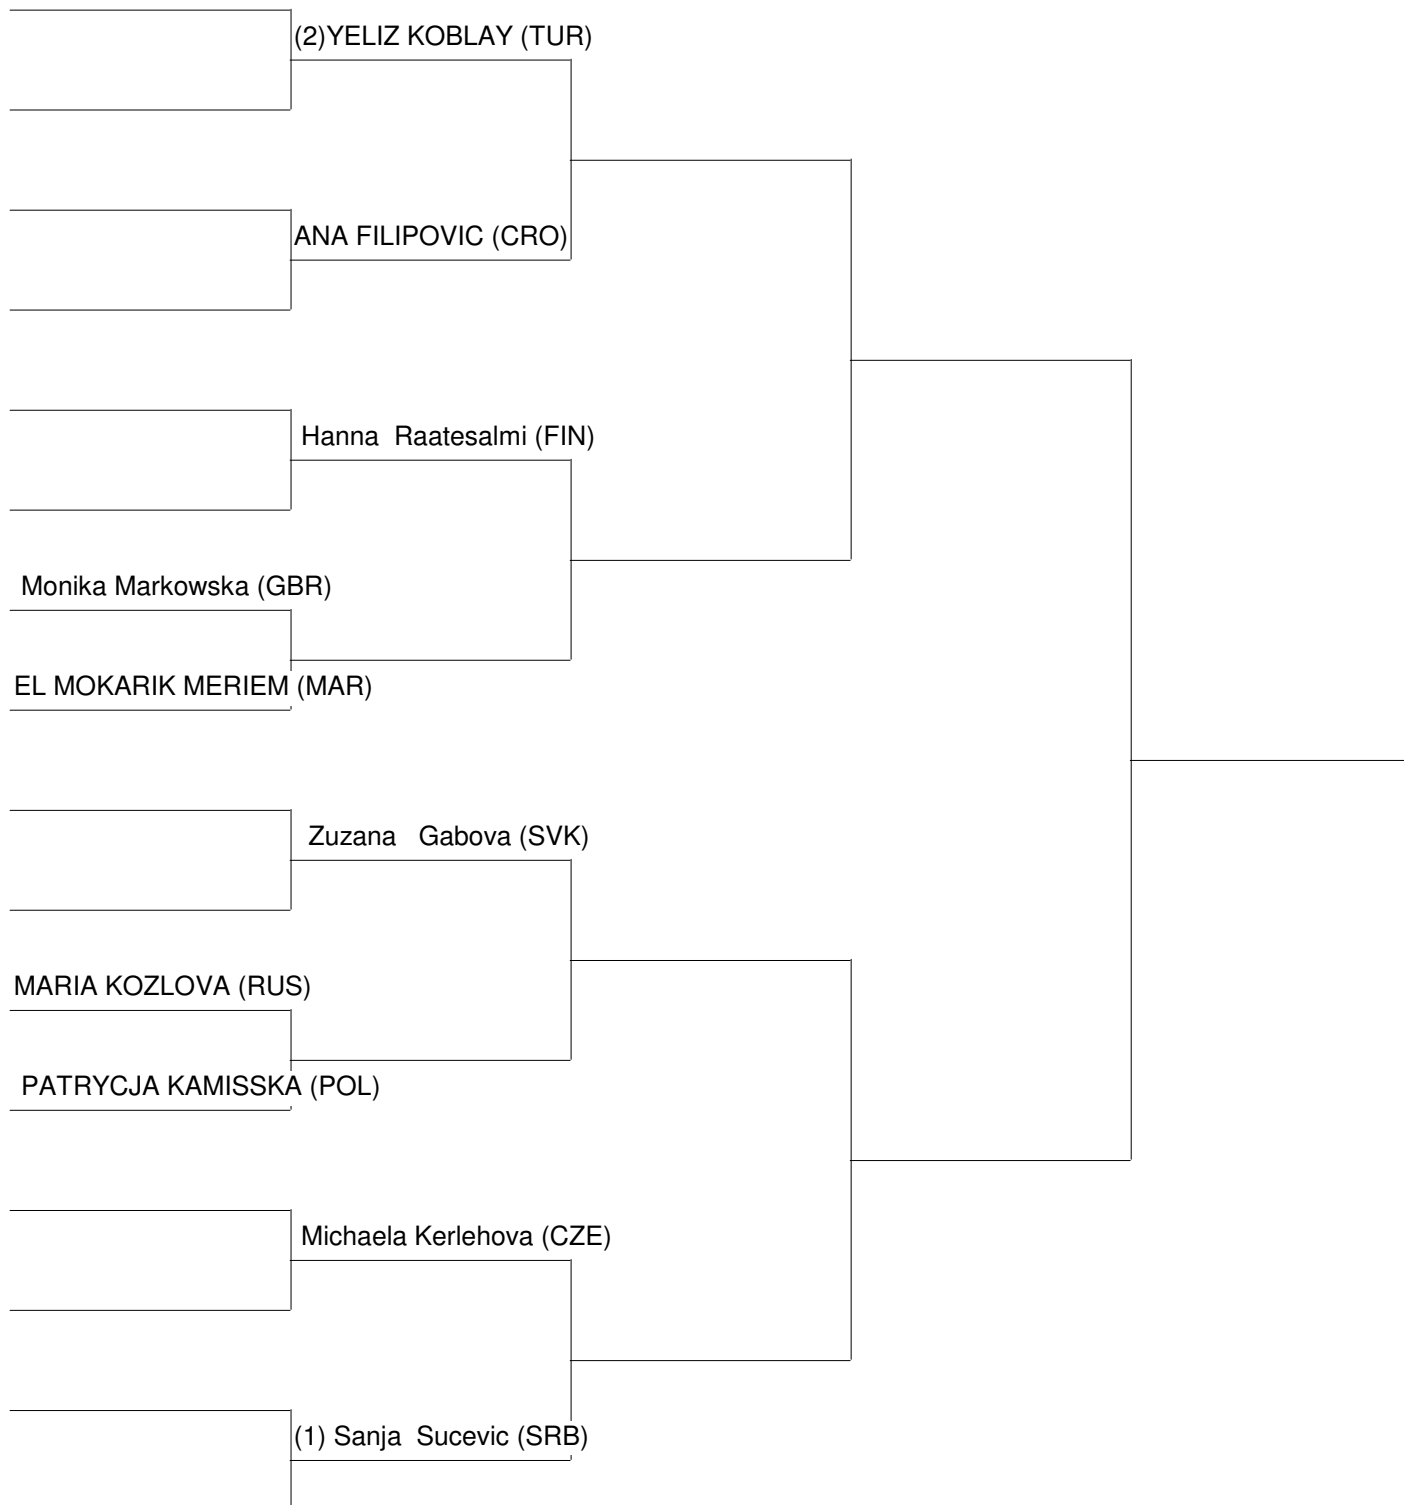 (2)YELIZ KOBLAY (TUR)
ANA FILIPOVIC (CRO)
Hanna  Raatesalmi (FIN)
Monika Markowska (GBR)
EL MOKARIK MERIEM (MAR)
Zuzana   Gabova (SVK)
MARIA KOZLOVA (RUS)
PATRYCJA KAMISSKA (POL)
Michaela Kerlehova (CZE)
(1) Sanja  Sucevic (SRB)